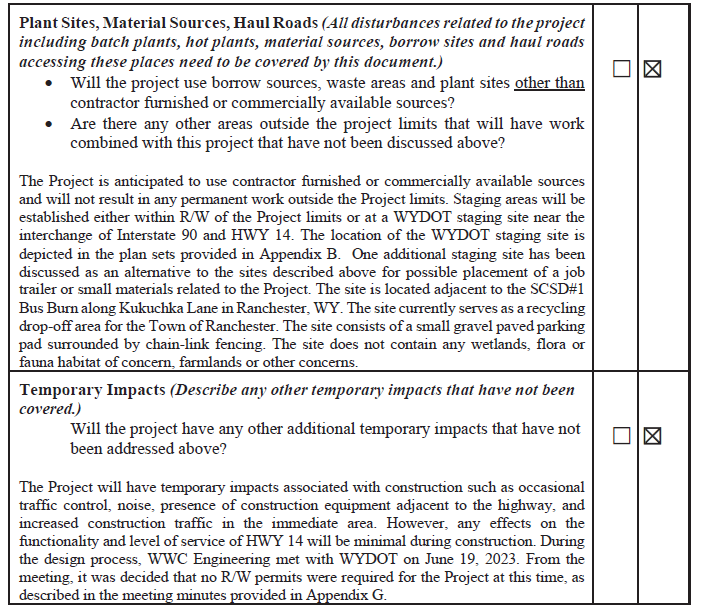 Plant Sites, Material Sources, Haul Roads (All disturbances related to the project
including batch plants, hot plants, material sources, borrow sites and haul roads
accessing these places need to be covered by this document.)
• Will the project use borrow sources, waste areas and plant sites other than
contractor furnished or commercially available sources?
• Are there any other areas outside the project limits that will have work
combined with this project that have not been discussed above?
☐ ☒
The Project is anticipated to use contractor furnished or commercially available sources
and will not result in any permanent work outside the Project limits. Staging areas will be
established either within R/W of the Project limits or at a WYDOT staging site near the
interchange of Interstate 90 and HWY 14. The location of the WYDOT staging site is
depicted in the plan sets provided in Appendix B. One additional staging site has been
discussed as an alternative to the sites described above for possible placement of a job
trailer or small materials related to the Project. The site is located adjacent to the SCSD#1
Bus Burn along Kukuchka Lane in Ranchester, WY. The site currently serves as a recycling
drop-off area for the Town of Ranchester. The site consists of a small gravel paved parking
pad surrounded by chain-link fencing. The site does not contain any wetlands, flora or
fauna habitat of concern, farmlands or other concerns.
Temporary Impacts (Describe any other temporary impacts that have not been
covered.)
Will the project have any other additional temporary impacts that have not
been addressed above?
☐ ☒
The Project will have temporary impacts associated with construction such as occasional
traffic control, noise, presence of construction equipment adjacent to the highway, and
increased construction traffic in the immediate area. However, any effects on the
functionality and level of service of HWY 14 will be minimal during construction. During
the design process, WWC Engineering met with WYDOT on June 19, 2023. From the
meeting, it was decided that no R/W permits were required for the Project at this time, as
described in the meeting minutes provided in Appendix G.